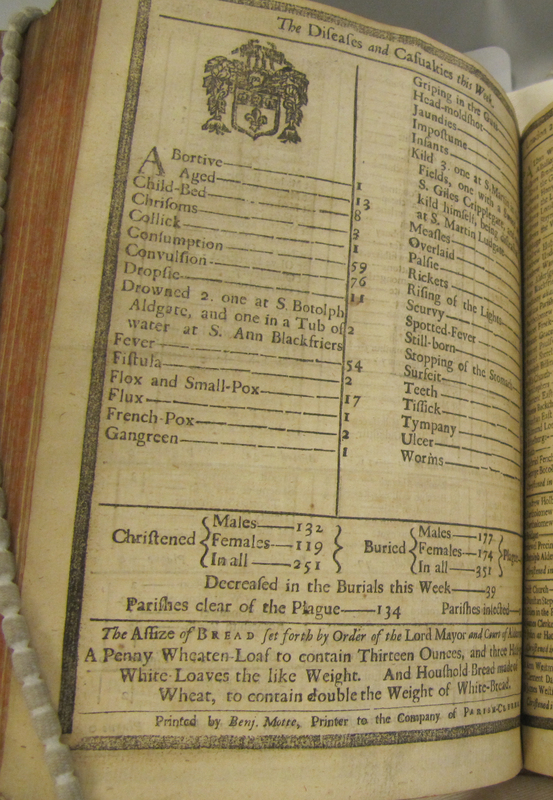 The Diſeaſes and Caſualties this Week.
ABortive 1
Aged 13
Child-Bed 8
Chriſoms 3
Collick 1
Conſumption 59
Convulſion 76
Dropſie 11
Drowned 2. one at S. Botolph
Aldgate, and one in a Tub of
water at S. Ann Blackfriers 2
Fever 54
Fiſtula 2
Flox and Small-Pox 17
Flux 1
French-Pox 2
Gangreen 1
Griping in the Guts
Head-moldſhot
Jaundies
Impoſtume
Infants
Kild 3. one at S. Martin
Fields, one with a
S. Giles Cripplegate
kild himſelf, being
at S. Martin Ludgate
Meaſles
Overlaid
Palſie
Rickets
Riſing of the Lights
Scurvy
Spotted-Fever
Still-born
Stopping of the Stomach
Surfeit
Teeth
Tiſſick
Tympany
Ulcer
Worms
Chriſtened { Males 132
Females 119
In all 251 }
Buried { Males 177
Females 174
In all 351 } Plague
Decreaſed in the Burials this Week 39
Pariſhes clear of the Plague 134 Pariſhes infected
The Aſſize of BREAD ſet forth by Order of the Lord Mayor and Court of
A Penny Wheaten-Loaf to contain Thirteen Ounces, and three Half
White-Loaves the like Weight. And Houſhold Bread made of
Wheat, to contain double the Weight of White-Bread.
Printed by Benj. Motte, Printer to the Company of PARISH-CLERKS